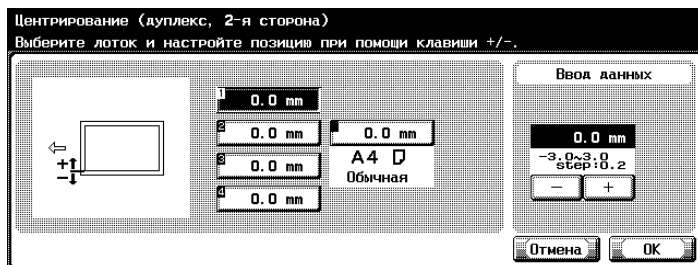 Центрирование (дуплекс, 2-я сторона)
Выберите лоток и настройте позицию при помощи клавиши +/-.
Ввод данных
1 0.0 mm
2 0.0 mm
0.0 mm
3 0.0 mm
A4
Обычная
4 0.0 mm
+
-
0.0 mm
-3.0~3.0
step:0.2
- +
Отмена OK